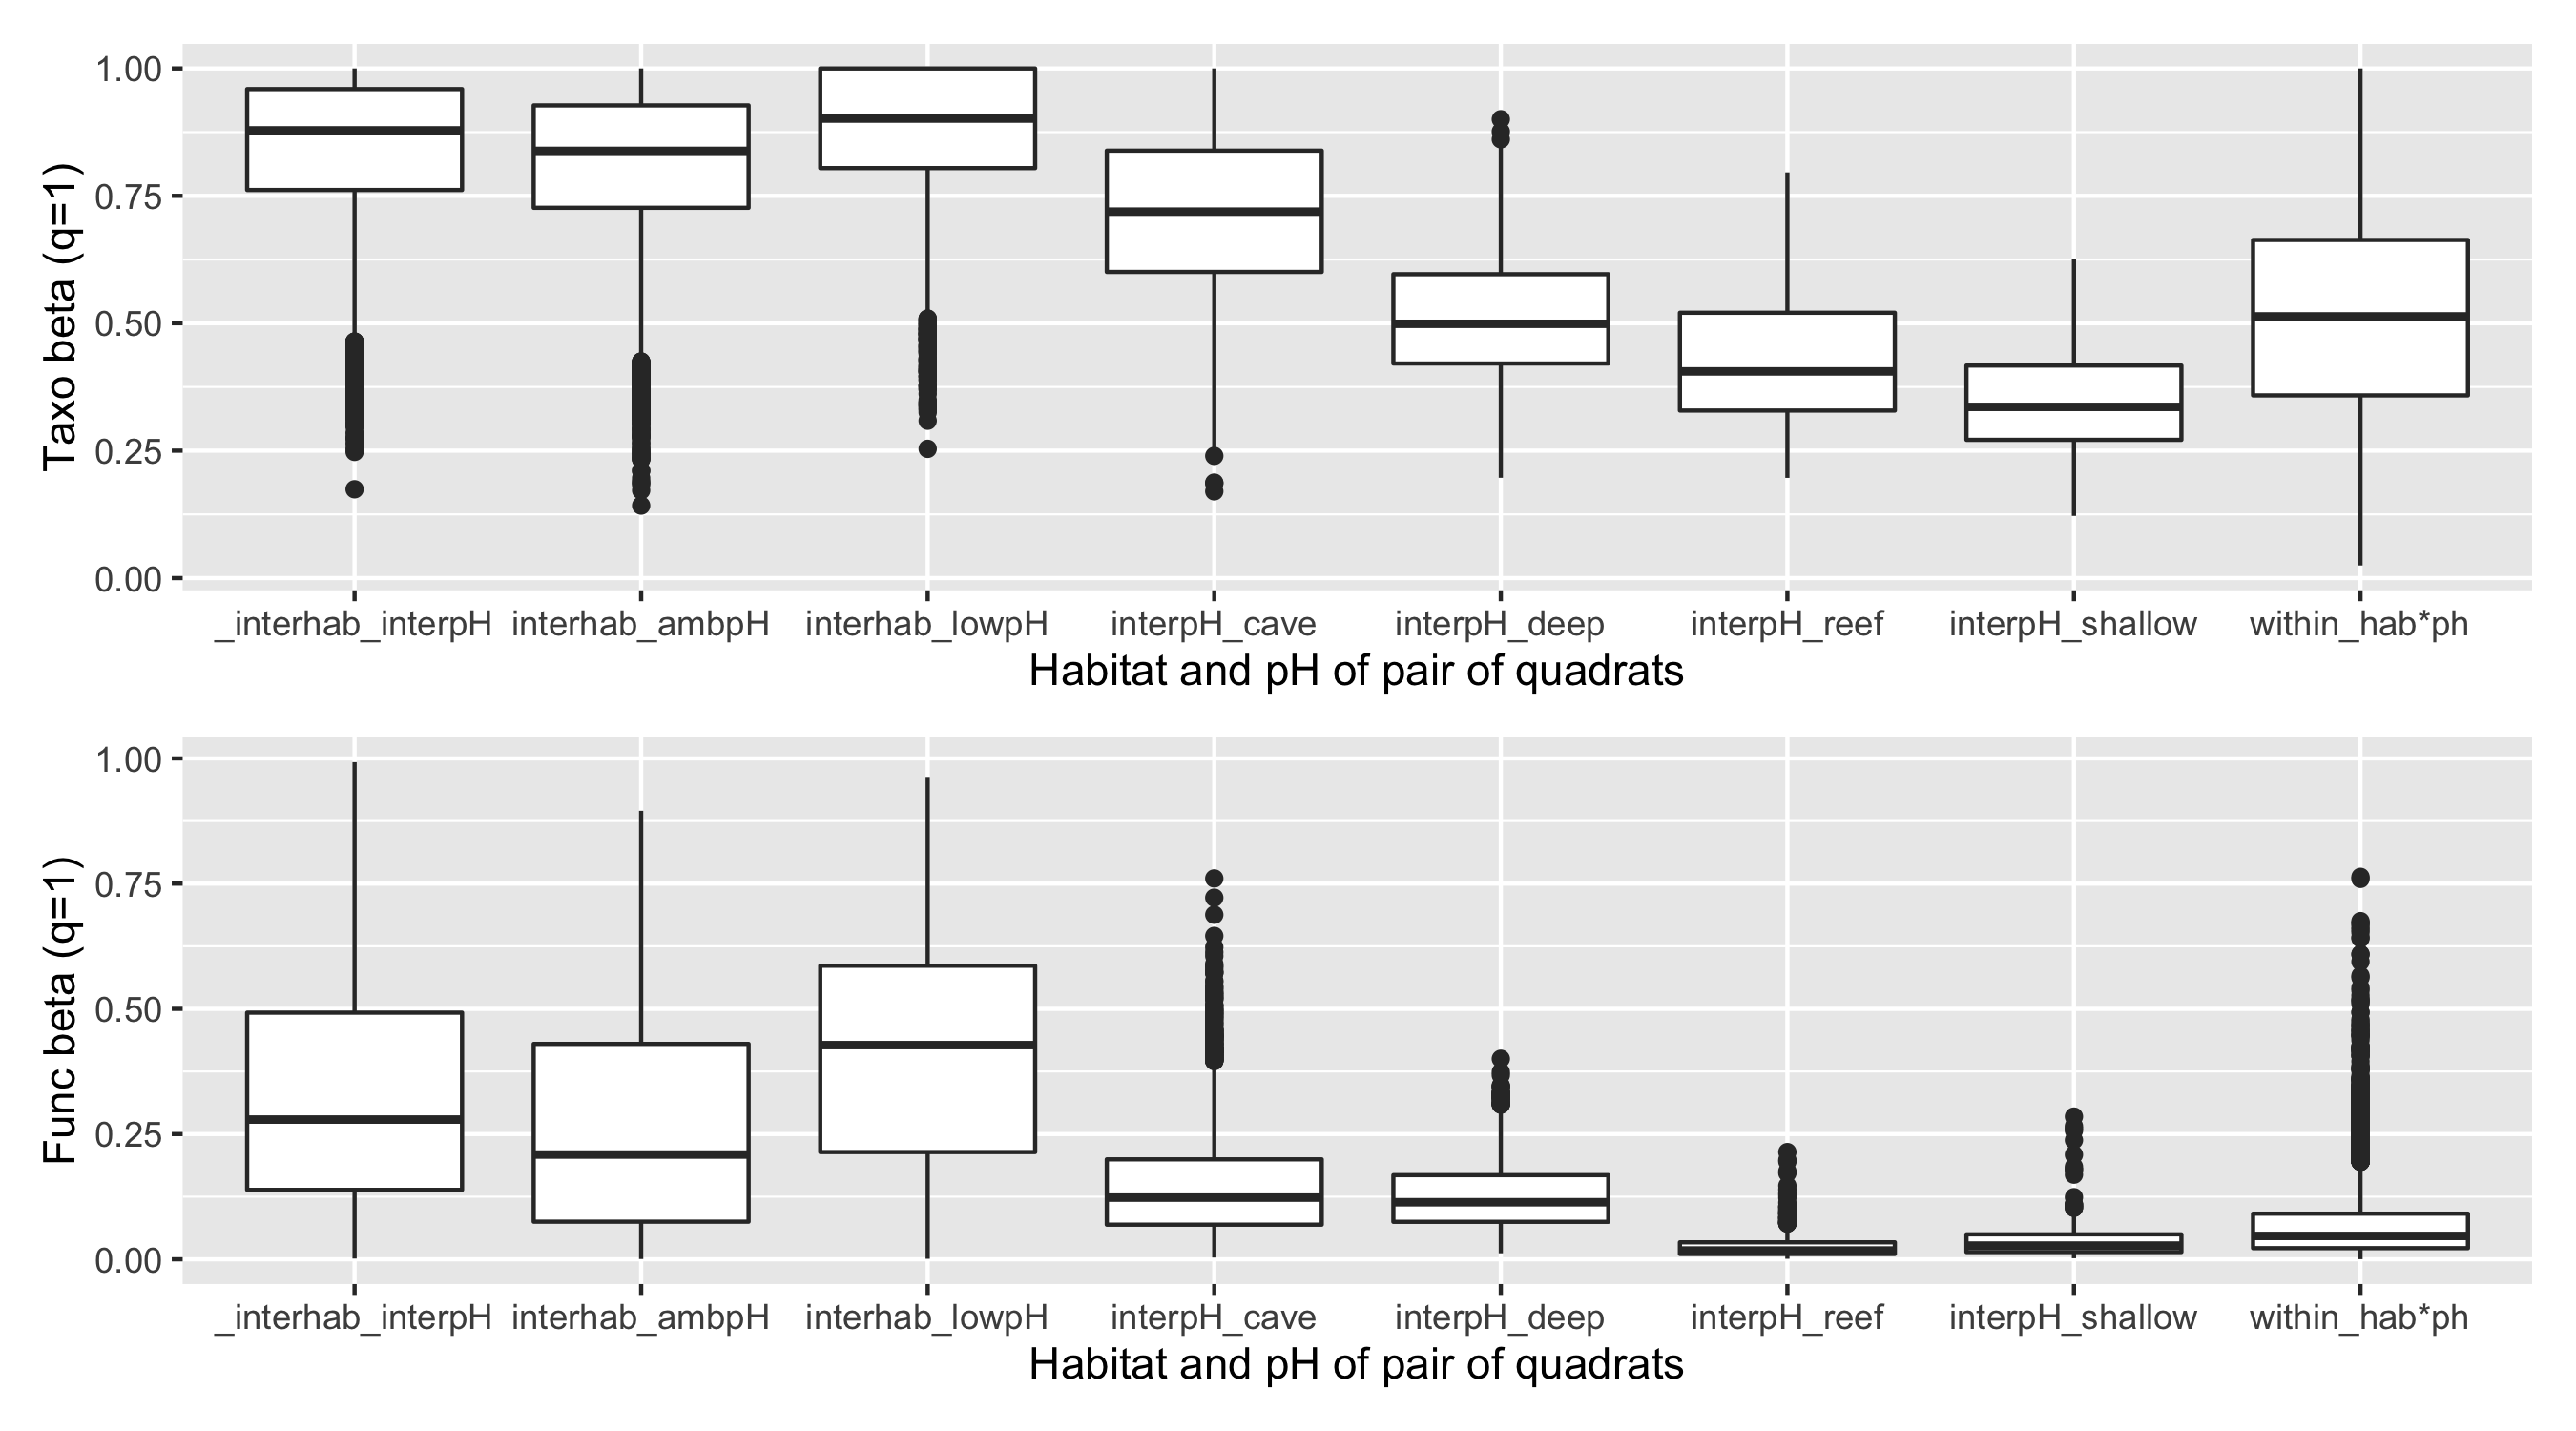 Taxo beta (q=1)
1.00
0.75
0.50
0.25
0.00
_interhab_interpH interhab_ambpH interhab_lowpH interpH_cave interpH_deep interpH_reef interpH_shallow within_hab*ph
Habitat and pH of pair of quadrats
Func beta (q=1)
1.00
0.75
0.50
0.25
0.00
_interhab_interpH interhab_ambpH interhab_lowpH interpH_cave interpH_deep interpH_reef interpH_shallow within_hab*ph
Habitat and pH of pair of quadrats